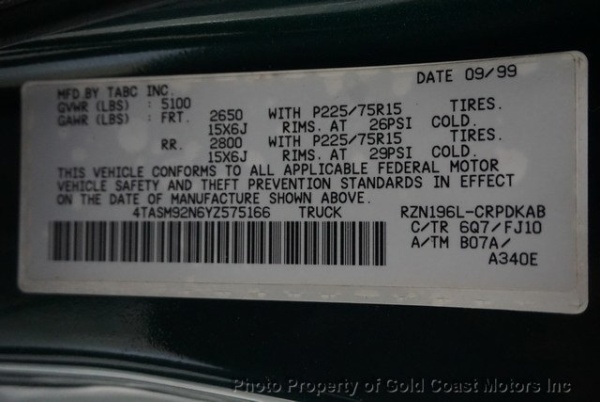 MFD BY TABC INC. DATE 09/99
GVWR (LBS) : 5100
GAWR (LBS) : FRT. 2650 WITH P225/75R15 TIRES.
15X6J RIMS. AT 26PSI COLD.
RR. 2800 WITH P225/75R15 TIRES.
15X6J RIMS. AT 29PSI COLD.
THIS VEHICLE CONFORMS TO ALL APPLICABLE FEDERAL MOTOR
VEHICLE SAFETY AND THEFT PREVENTION STANDARDS IN EFFECT
ON THE DATE OF MANUFACTURE SHOWN ABOVE.
4TASM92N6YZ575166 TRUCK RZN196L-CRPDKAB
C/TR 6Q7/FJ10
A/TM B07A/
A340E
Photo Property of Gold Coast Motors Inc